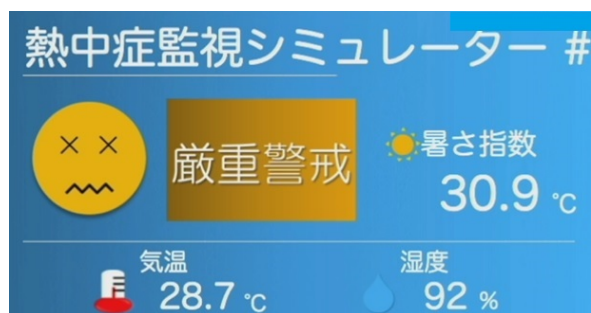 熱中症監視シミュレーター #
厳重警戒
暑さ指数
30.9 ℃
気温
28.7 ℃
湿度
92 %